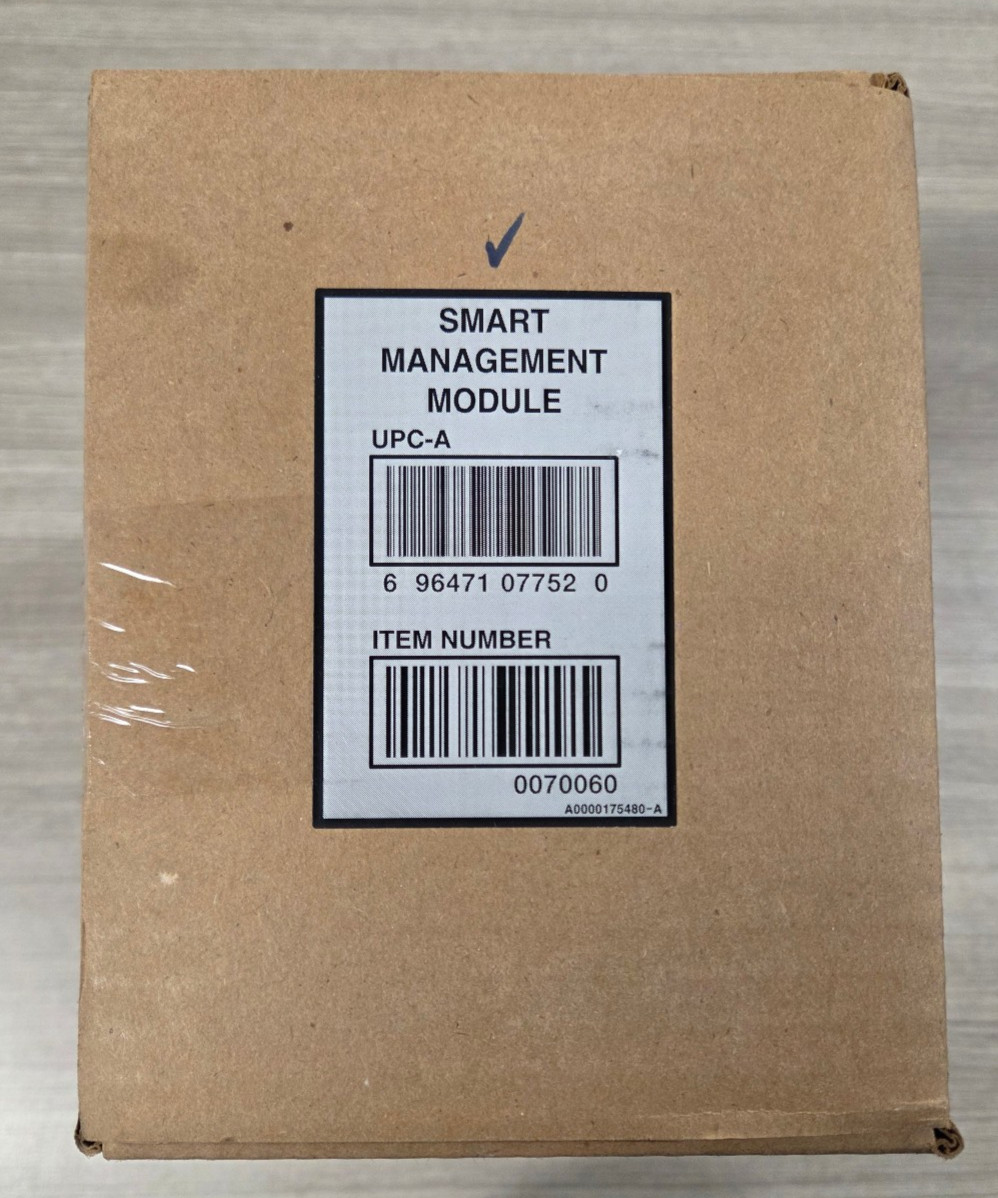 SMART
MANAGEMENT
MODULE
UPC-A
6 96471 07752 0
ITEM NUMBER
0070060
A0000175480-A